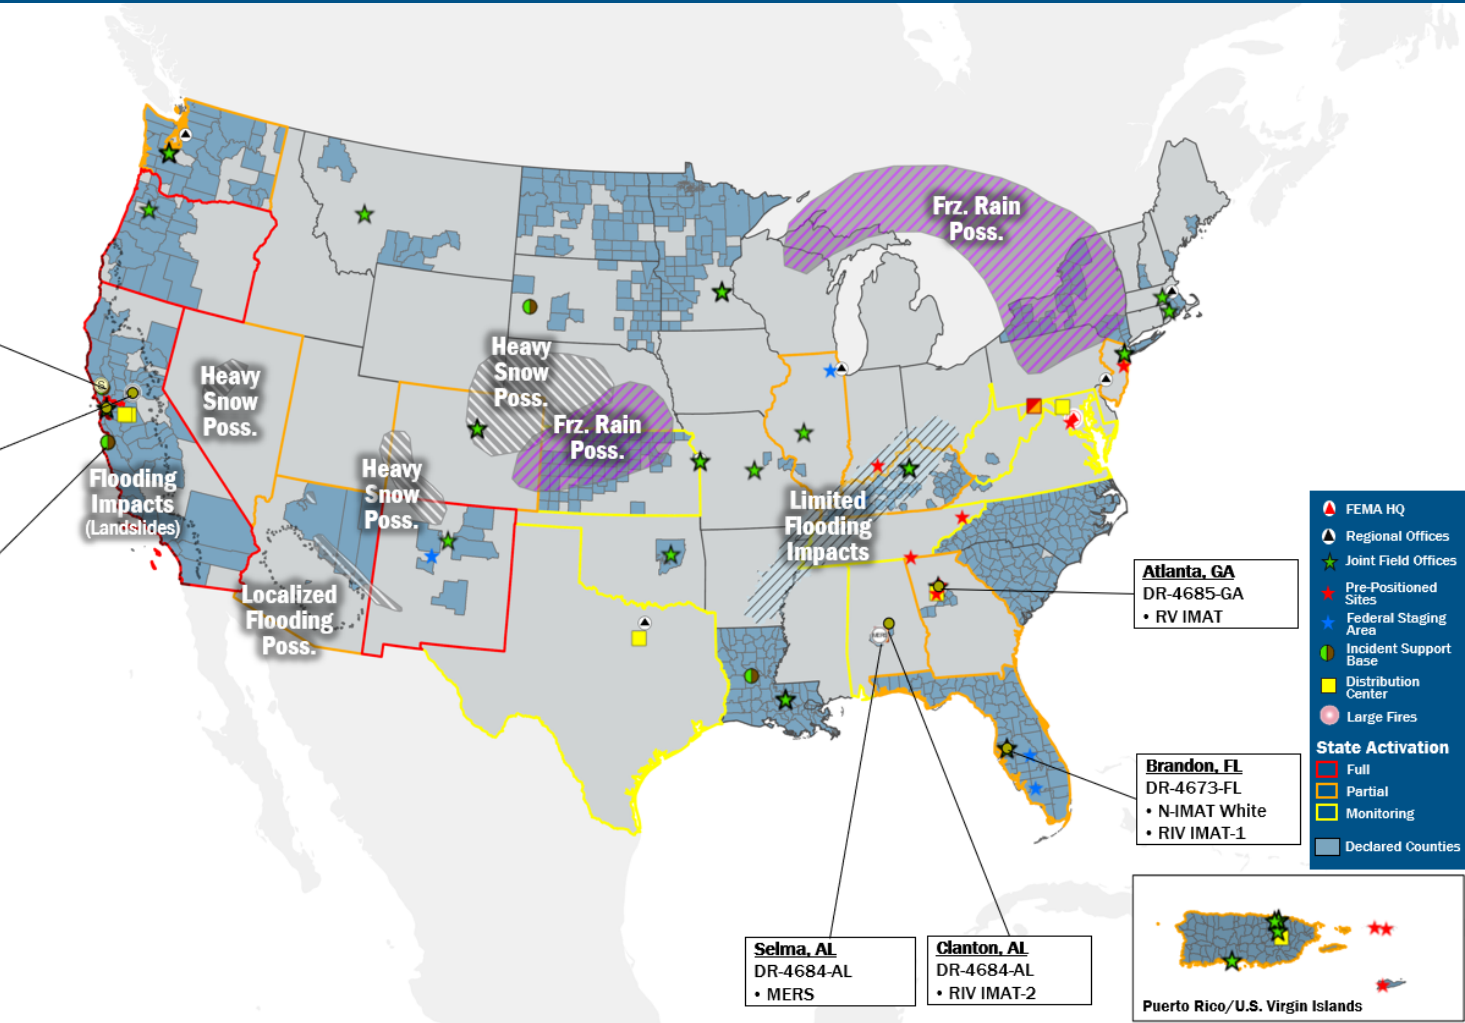 Frz. Rain
Poss.
Heavy
Snow
Poss.
Heavy
Snow
Poss.
Frz. Rain
Poss.
Heavy
Snow
Poss.
Flooding
Impacts
(Landslides)
Limited
Flooding
Impacts
Localized
Flooding
Poss.
FEMA HQ
Regional Offices
Joint Field Offices
Pre-Positioned
Sites
Federal Staging
Area
Incident Support
Base
Distribution
Center
Large Fires
State Activation
Full
Partial
Monitoring
Declared Counties
Atlanta, GA
DR-4685-GA
• RV IMAT
Brandon, FL
DR-4673-FL
• N-IMAT White
• RIV IMAT-1
Selma, AL
DR-4684-AL
• MERS
Clanton, AL
DR-4684-AL
• RIV IMAT-2
Puerto Rico/U.S. Virgin Islands